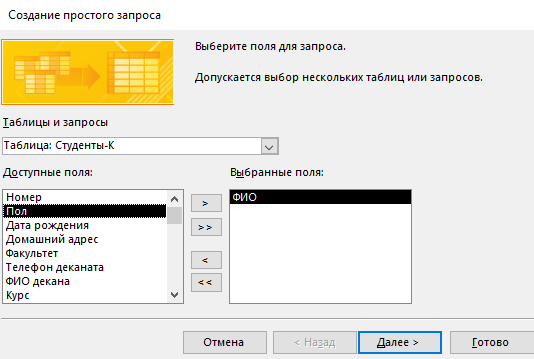 Создание простого запроса
Выберите поля для запроса.
Допускается выбор нескольких таблиц или запросов.
Таблицы и запросы
Таблица: Студенты-К
Доступные поля:
Выбранные поля:
Номер
Пол
Дата рождения
Домашний адрес
Факультет
Телефон деканата
ФИО декана
Курс
>
>>
<
<<
ФИО
Отмена
< Назад
Далее >
Готово